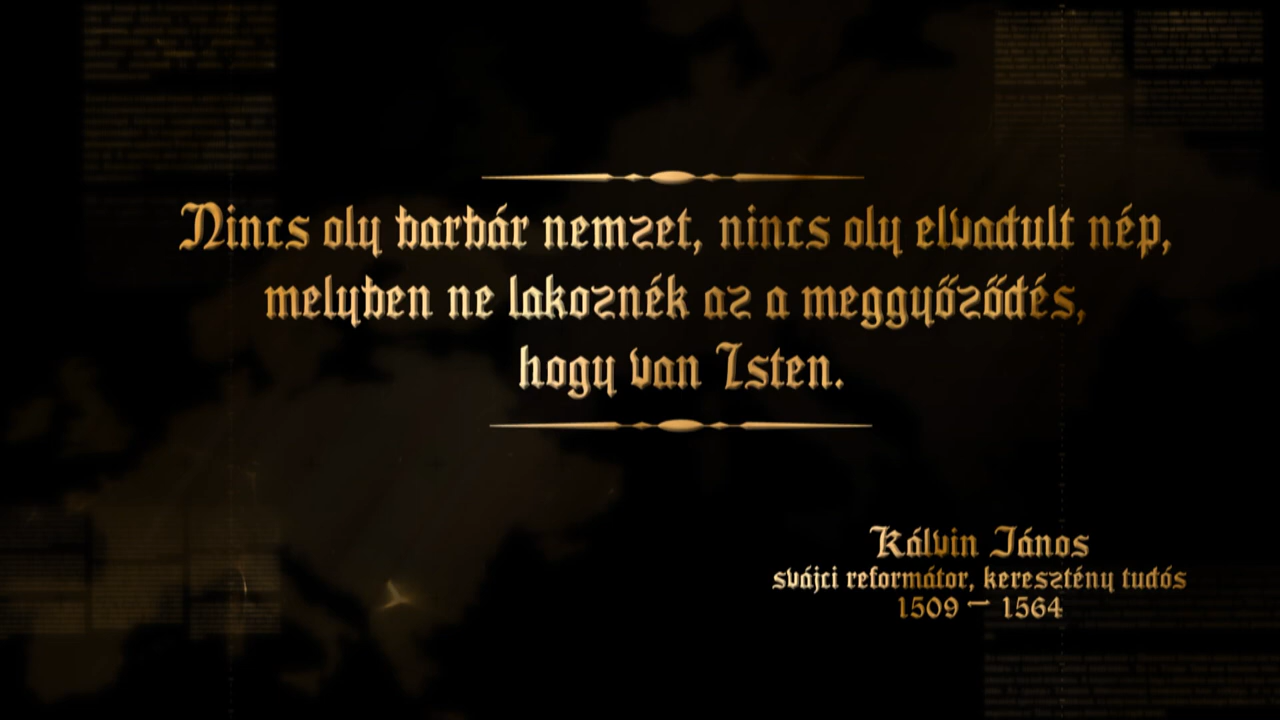 Nincs oly barbár nemzet, nincs oly elvadult nép,
melyben ne lakoznék az a meggyőződés,
hogy van Isten.
Kálvin János
svájci reformátor, keresztény tudós
1509 – 1564